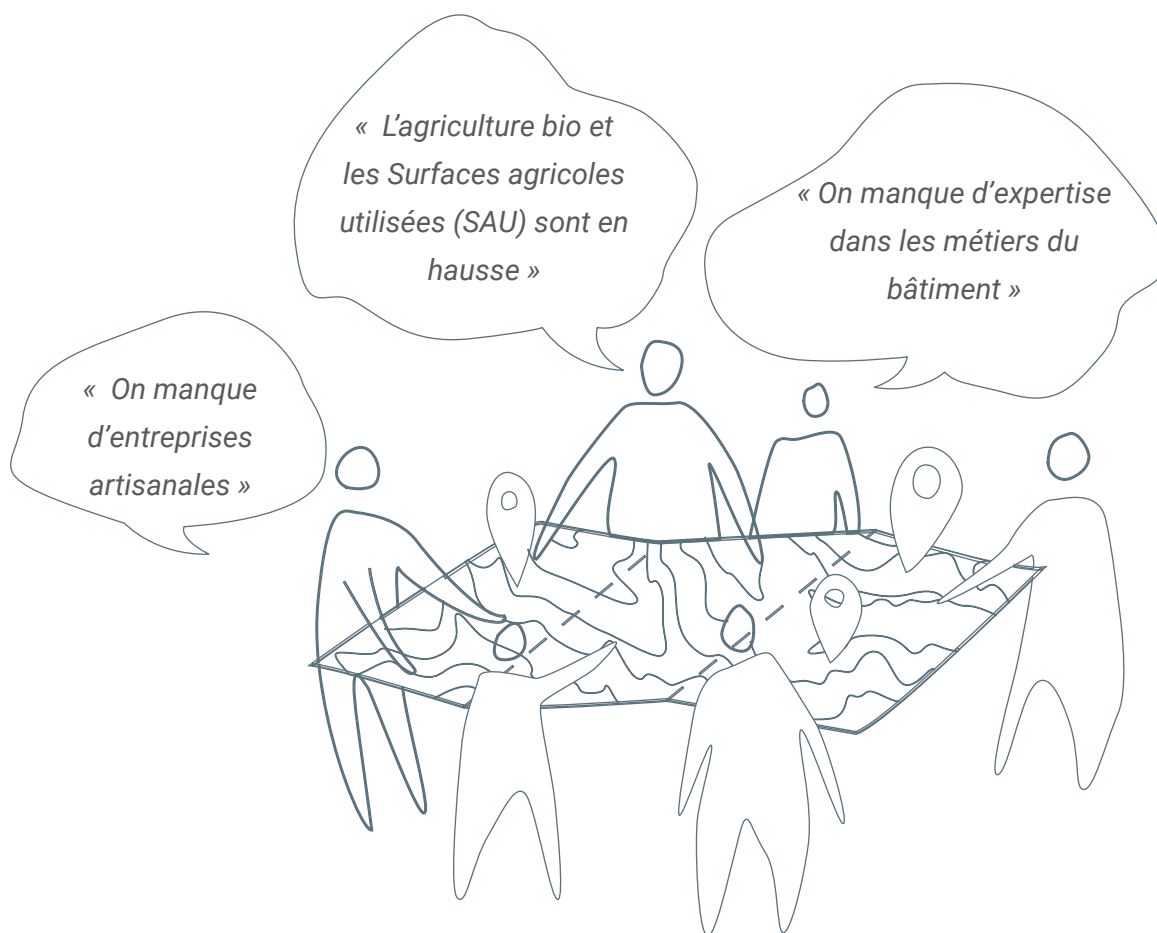 « L’agriculture bio et
les Surfaces agricoles
utilisées (SAU) sont en
hausse »
« On manque d’expertise
dans les métiers du
bâtiment »
« On manque
d’entreprises
artisanales »